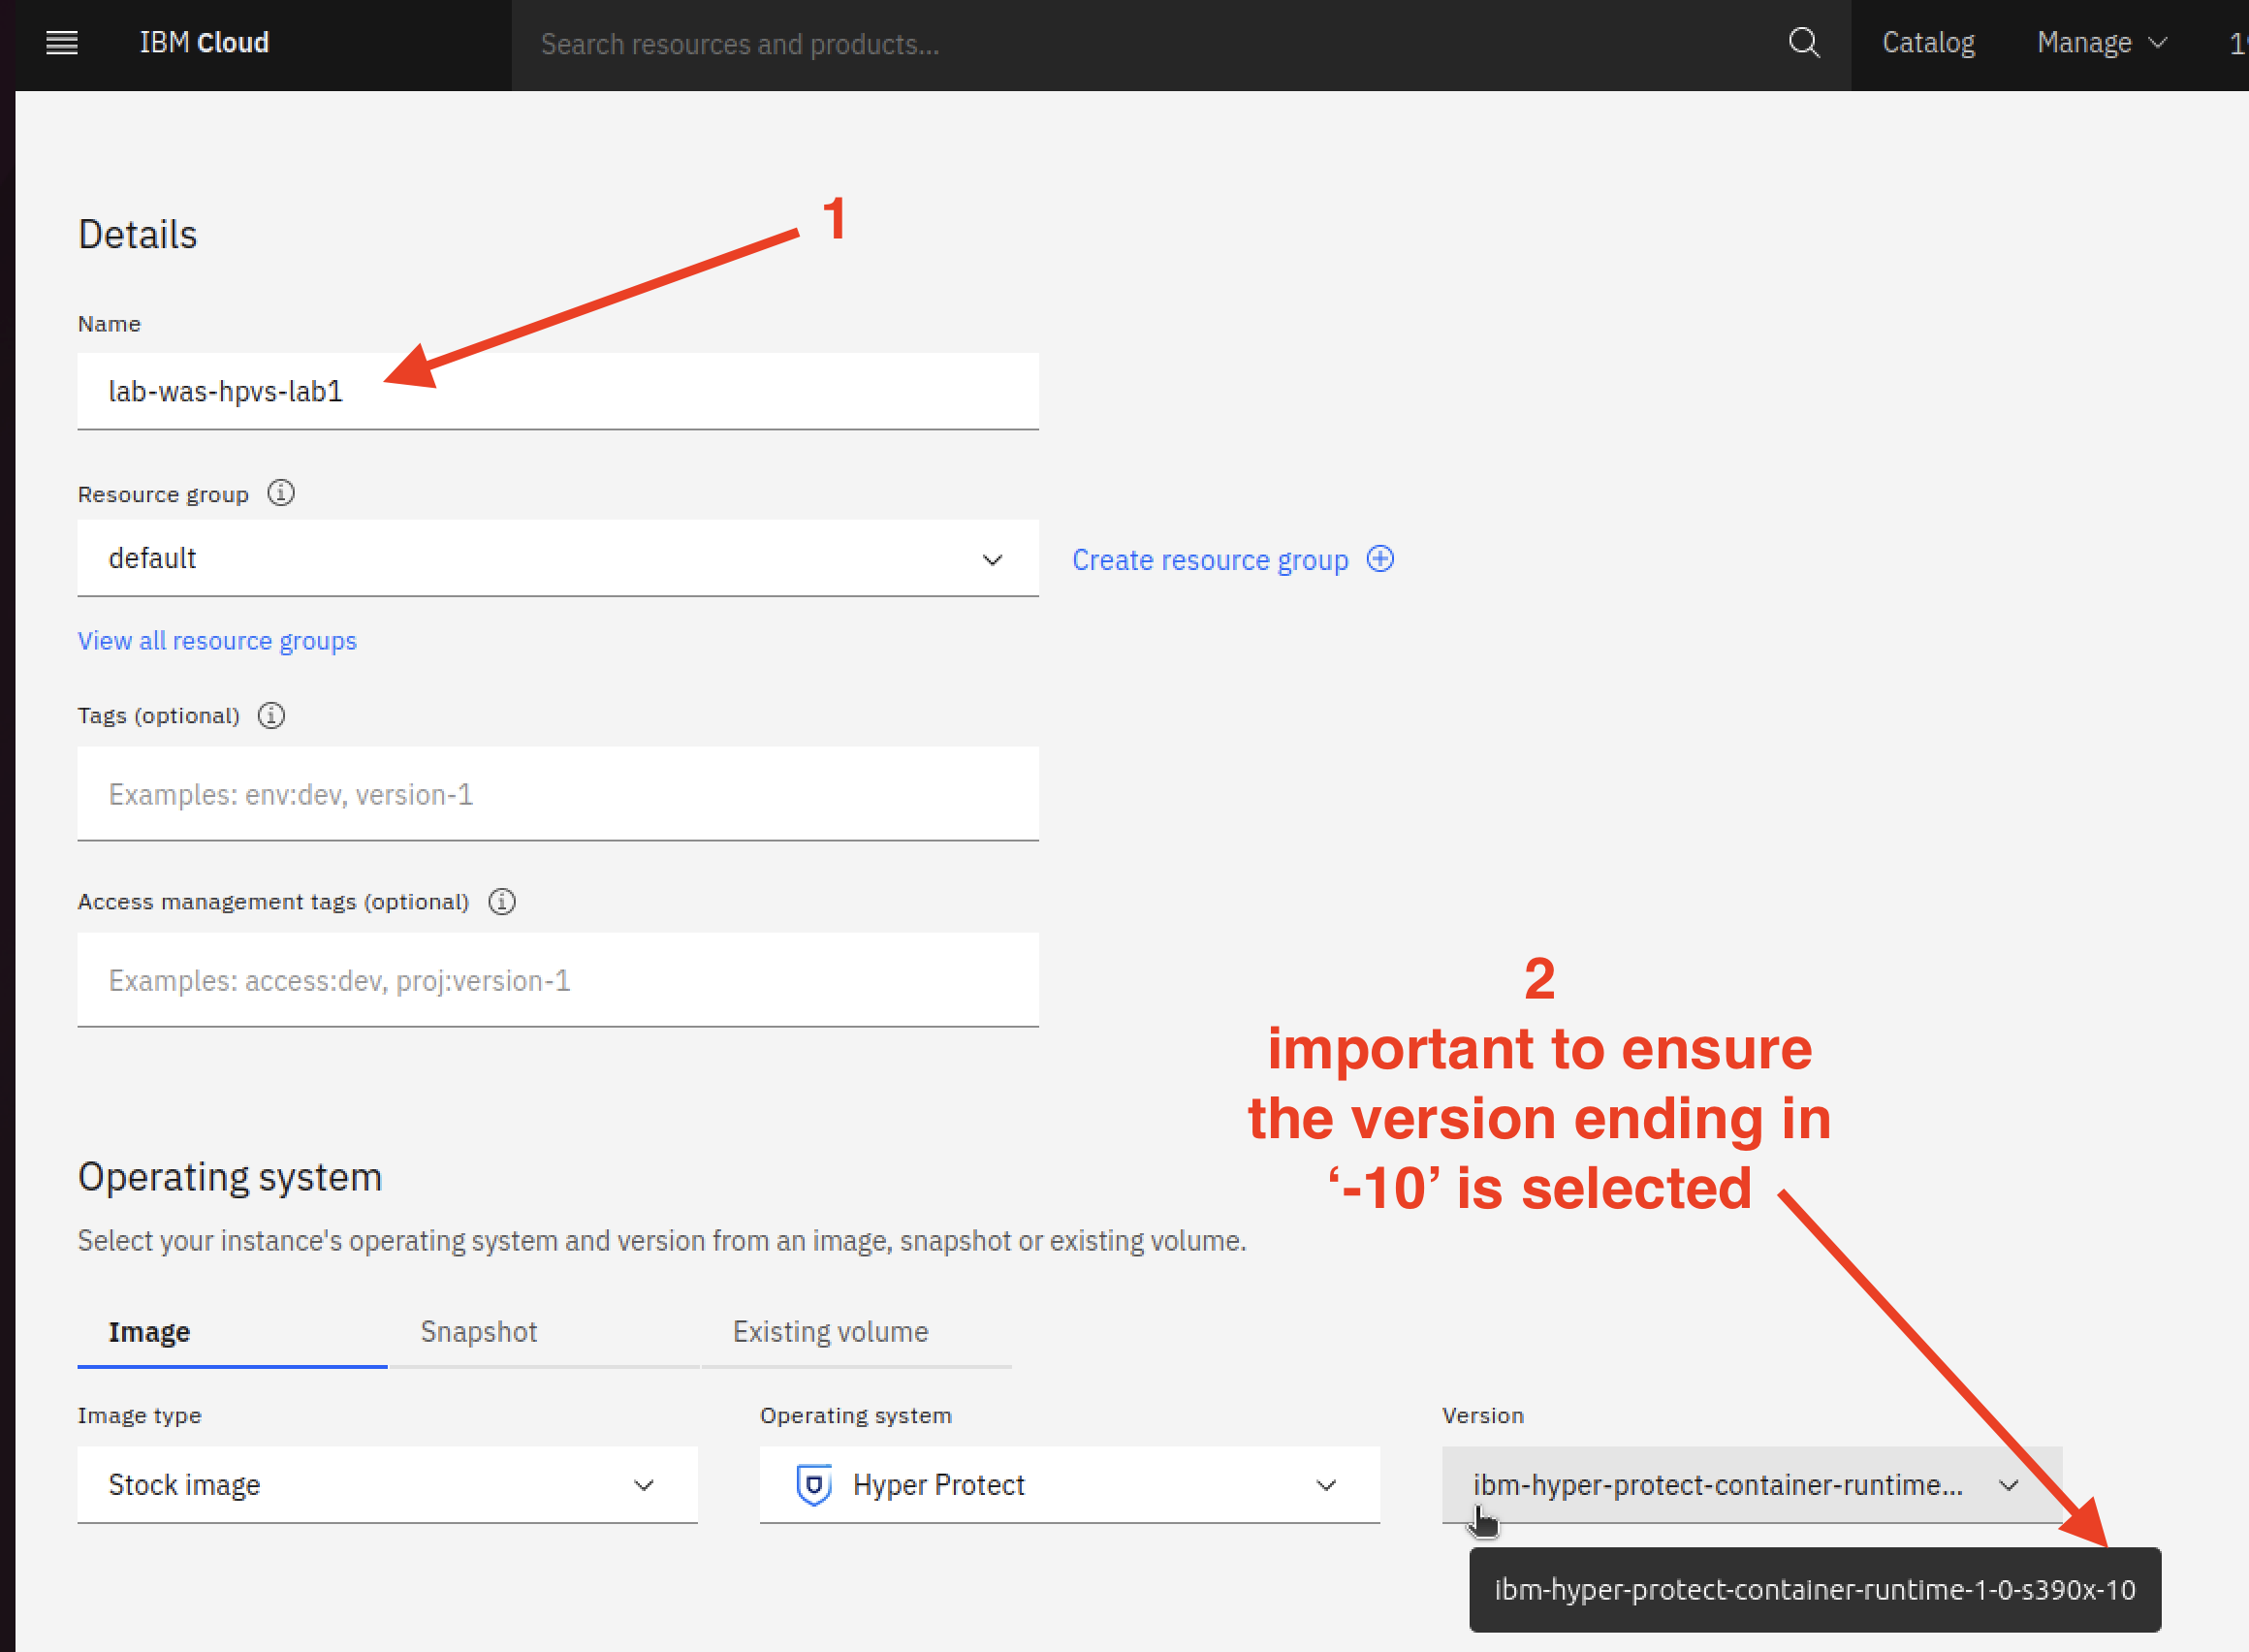 IBM Cloud
Search resources and products...
Catalog
Manage
1
Details
Name
lab-was-hpvs-lab1
Resource group
default
Create resource group
View all resource groups
Tags (optional)
Examples: env:dev, version-1
Access management tags (optional)
Examples: access:dev, proj:version-1
2
important to ensure
the version ending in
‘-10’ is selected
Operating system
Select your instance's operating system and version from an image, snapshot or existing volume.
Image
Snapshot
Existing volume
Image type
Operating system
Version
Stock image
Hyper Protect
ibm-hyper-protect-container-runtime...
ibm-hyper-protect-container-runtime-1-0-s390x-10